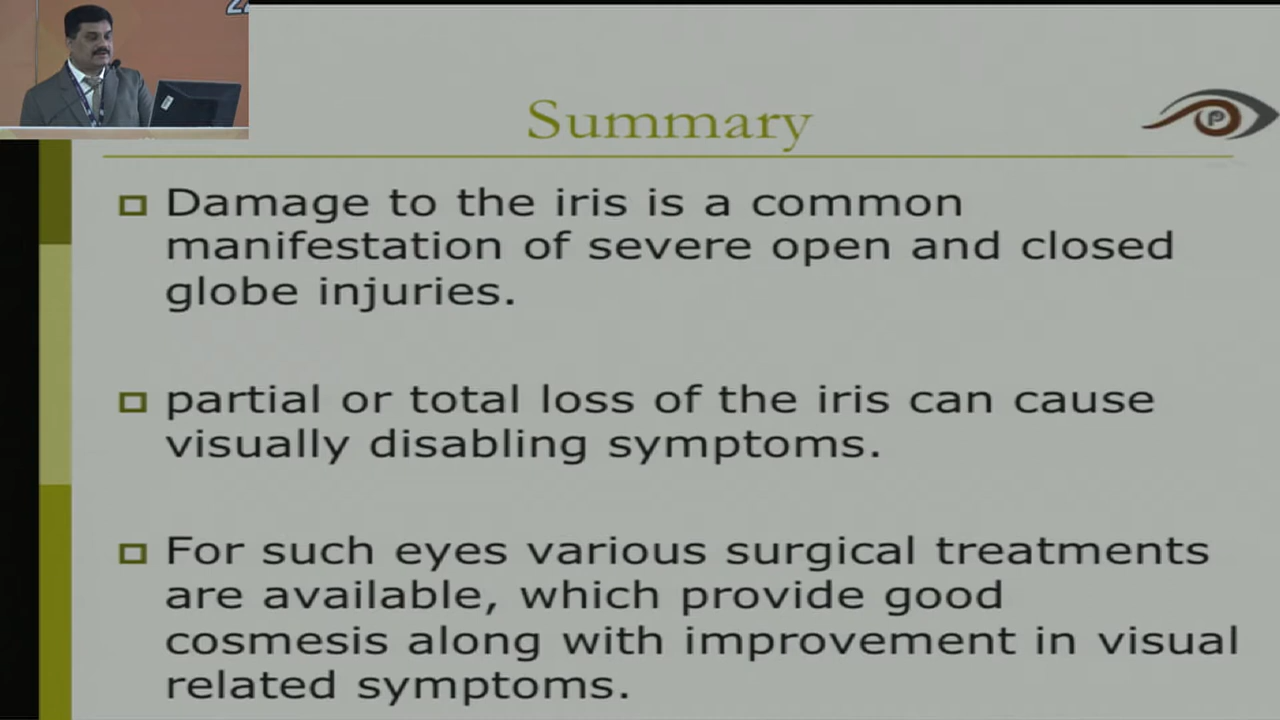 Summary
Damage to the iris is a common
manifestation of severe open and closed
globe injuries.
partial or total loss of the iris can cause
visually disabling symptoms.
For such eyes various surgical treatments
are available, which provide good
cosmesis along with improvement in visual
related symptoms.